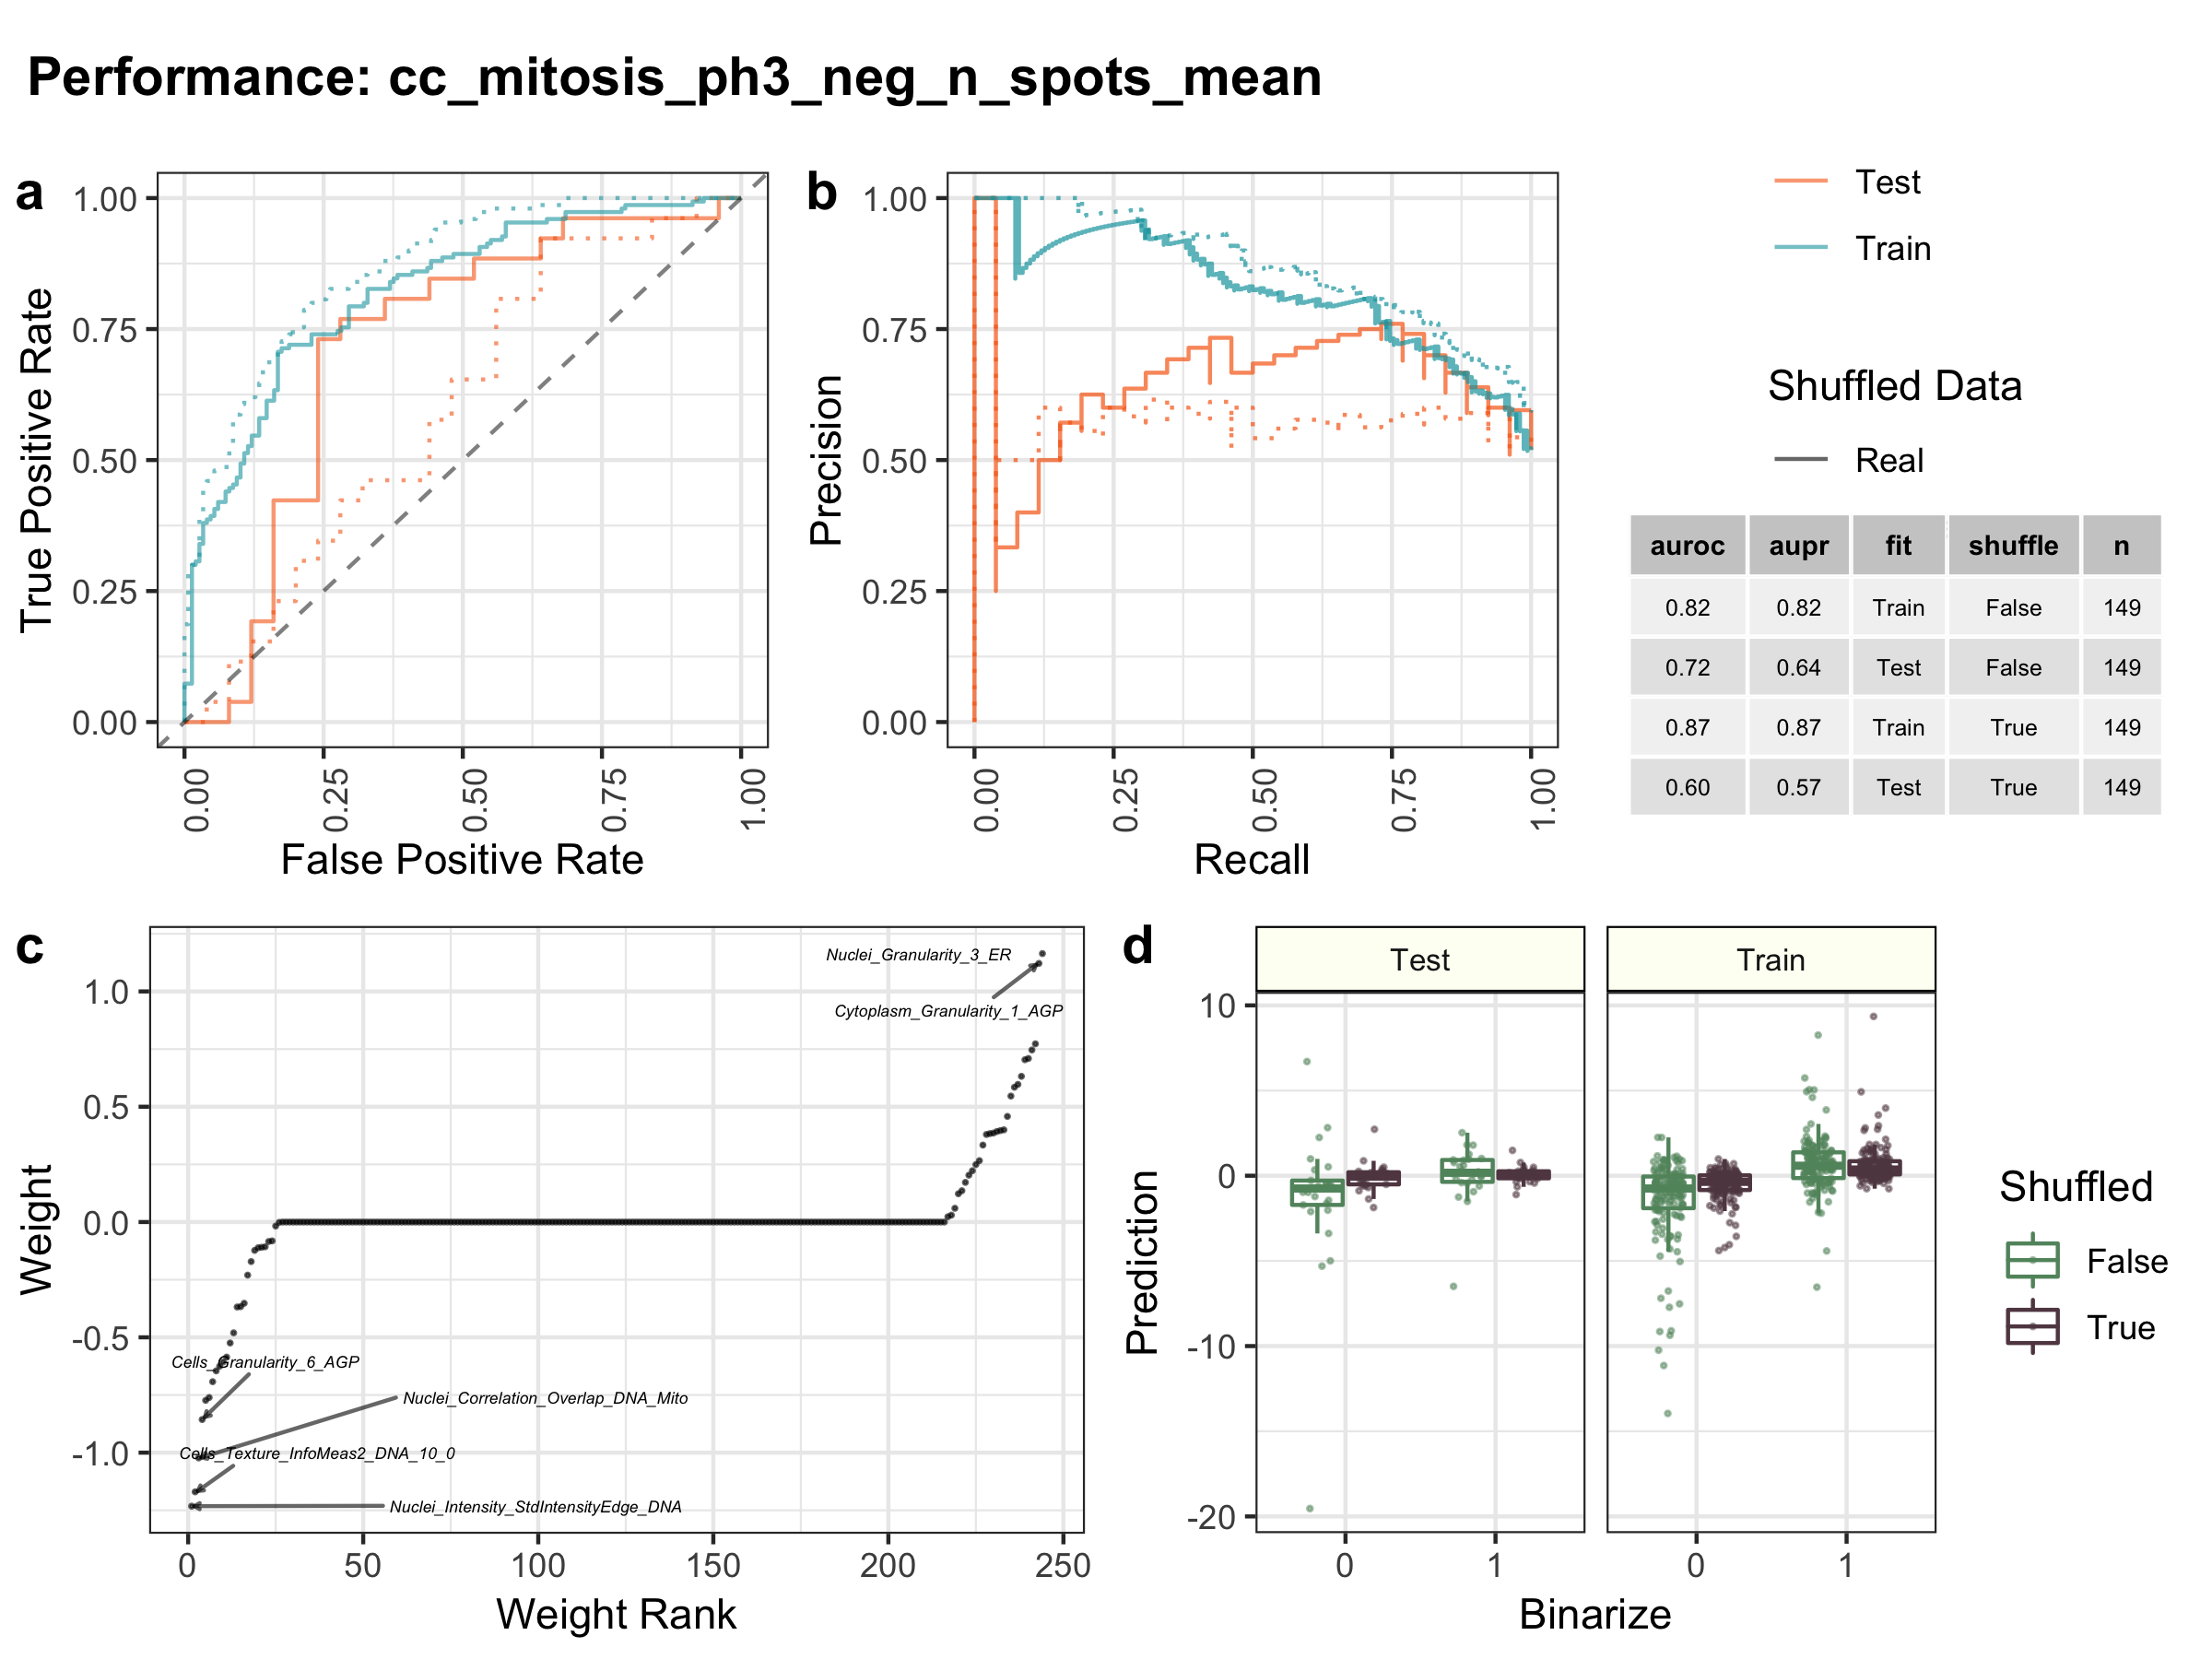 Performance: cc_mitosis_ph3_neg_n_spots_mean
a
1.00
0.75
0.50
0.25
0.00
True Positive Rate
0.00
0.25
0.50
0.75
1.00
False Positive Rate
b
1.00
0.75
0.50
0.25
0.00
Precision
0.00
0.25
0.50
0.75
1.00
Recall
Test
Train
Shuffled Data
Real
auroc aupr fit shuffle n
0.82 0.82 Train False 149
0.72 0.64 Test False 149
0.87 0.87 Train True 149
0.60 0.57 Test True 149
c
1.0
0.5
0.0
-0.5
-1.0
Weight
Nuclei_Granularity_3_ER
Cytoplasm_Granularity_1_AGP
Cells_Granularity_6_AGP
Nuclei_Correlation_Overlap_DNA_Mito
Cells_Texture_InfoMeas2_DNA_10_0
Nuclei_Intensity_StdIntensityEdge_DNA
0
50
100
150
200
250
Weight Rank
d
Test
Train
10
0
-10
-20
Prediction
0
1
0
1
Binarize
Shuffled
False
True